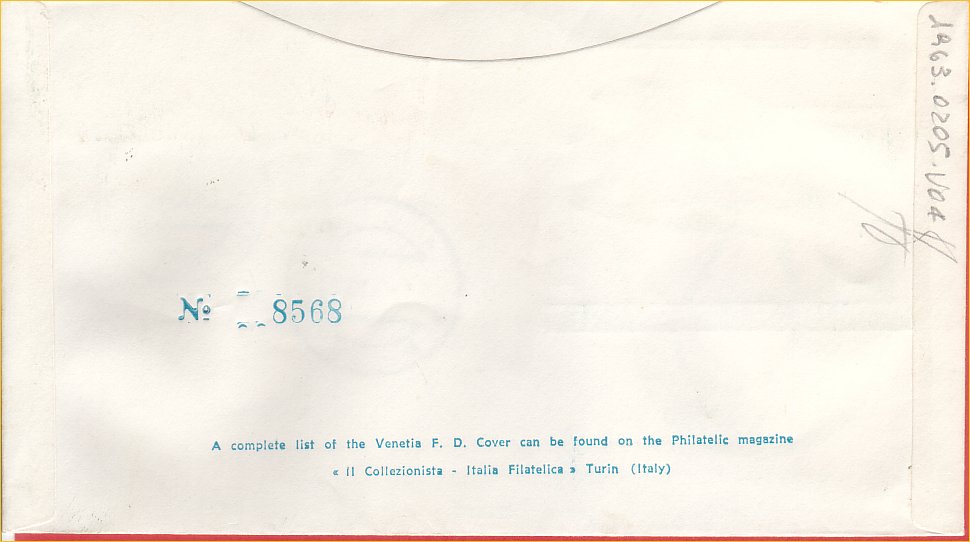 1963.0205.V04
Nº 8568
A complete list of the Venetia F. D. Cover can be found on the Philatelic magazine
« Il Collezionista - Italia Filatelica » Turin (Italy)